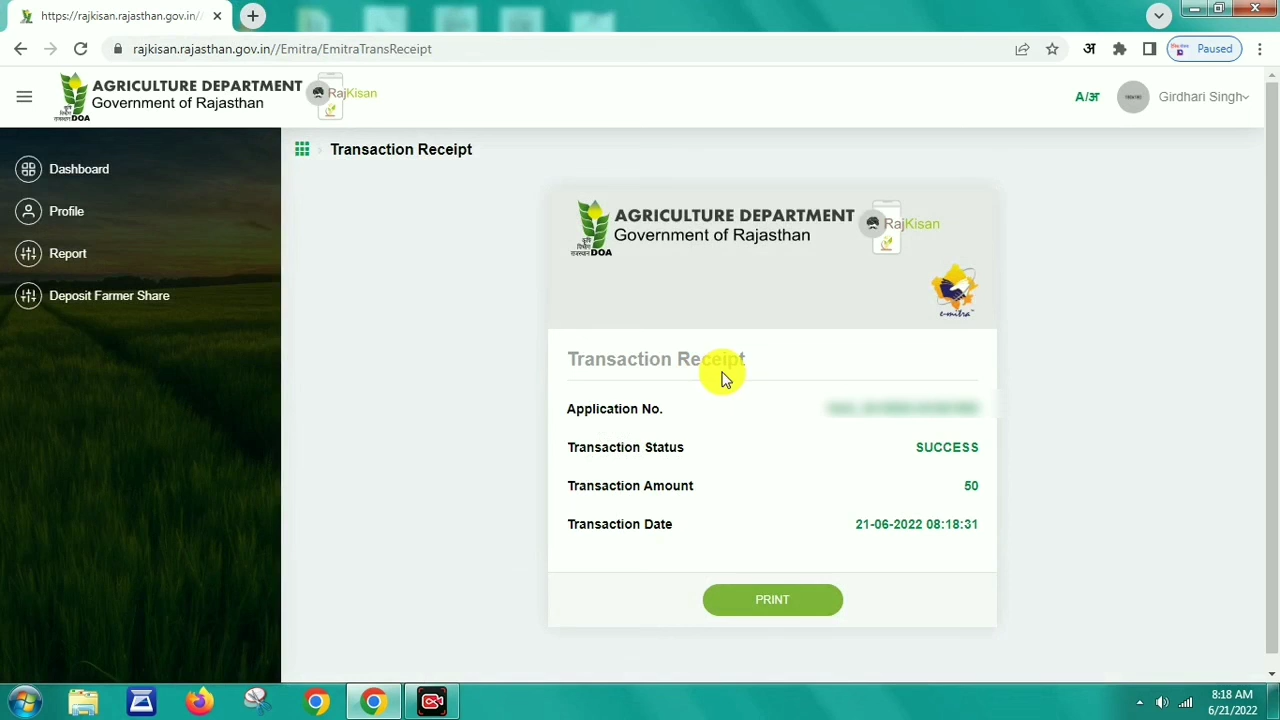 https://rajkisan.rajasthan.gov.in/
rajkisan.rajasthan.gov.in//Emitra/EmitraTransReceipt
अ
Paused
AGRICULTURE DEPARTMENT
Government of Rajasthan
DOA
RajKisan
A/अ
Girdhari Singh
Dashboard
Profile
Report
Deposit Farmer Share
Transaction Receipt
AGRICULTURE DEPARTMENT
Government of Rajasthan
कृषि
विभाग
राजस्थान DOA
RajKisan
e-mitra
Transaction Receipt
Application No.
Transaction Status SUCCESS
Transaction Amount 50
Transaction Date 21-06-2022 08:18:31
PRINT
8:18 AM
6/21/2022